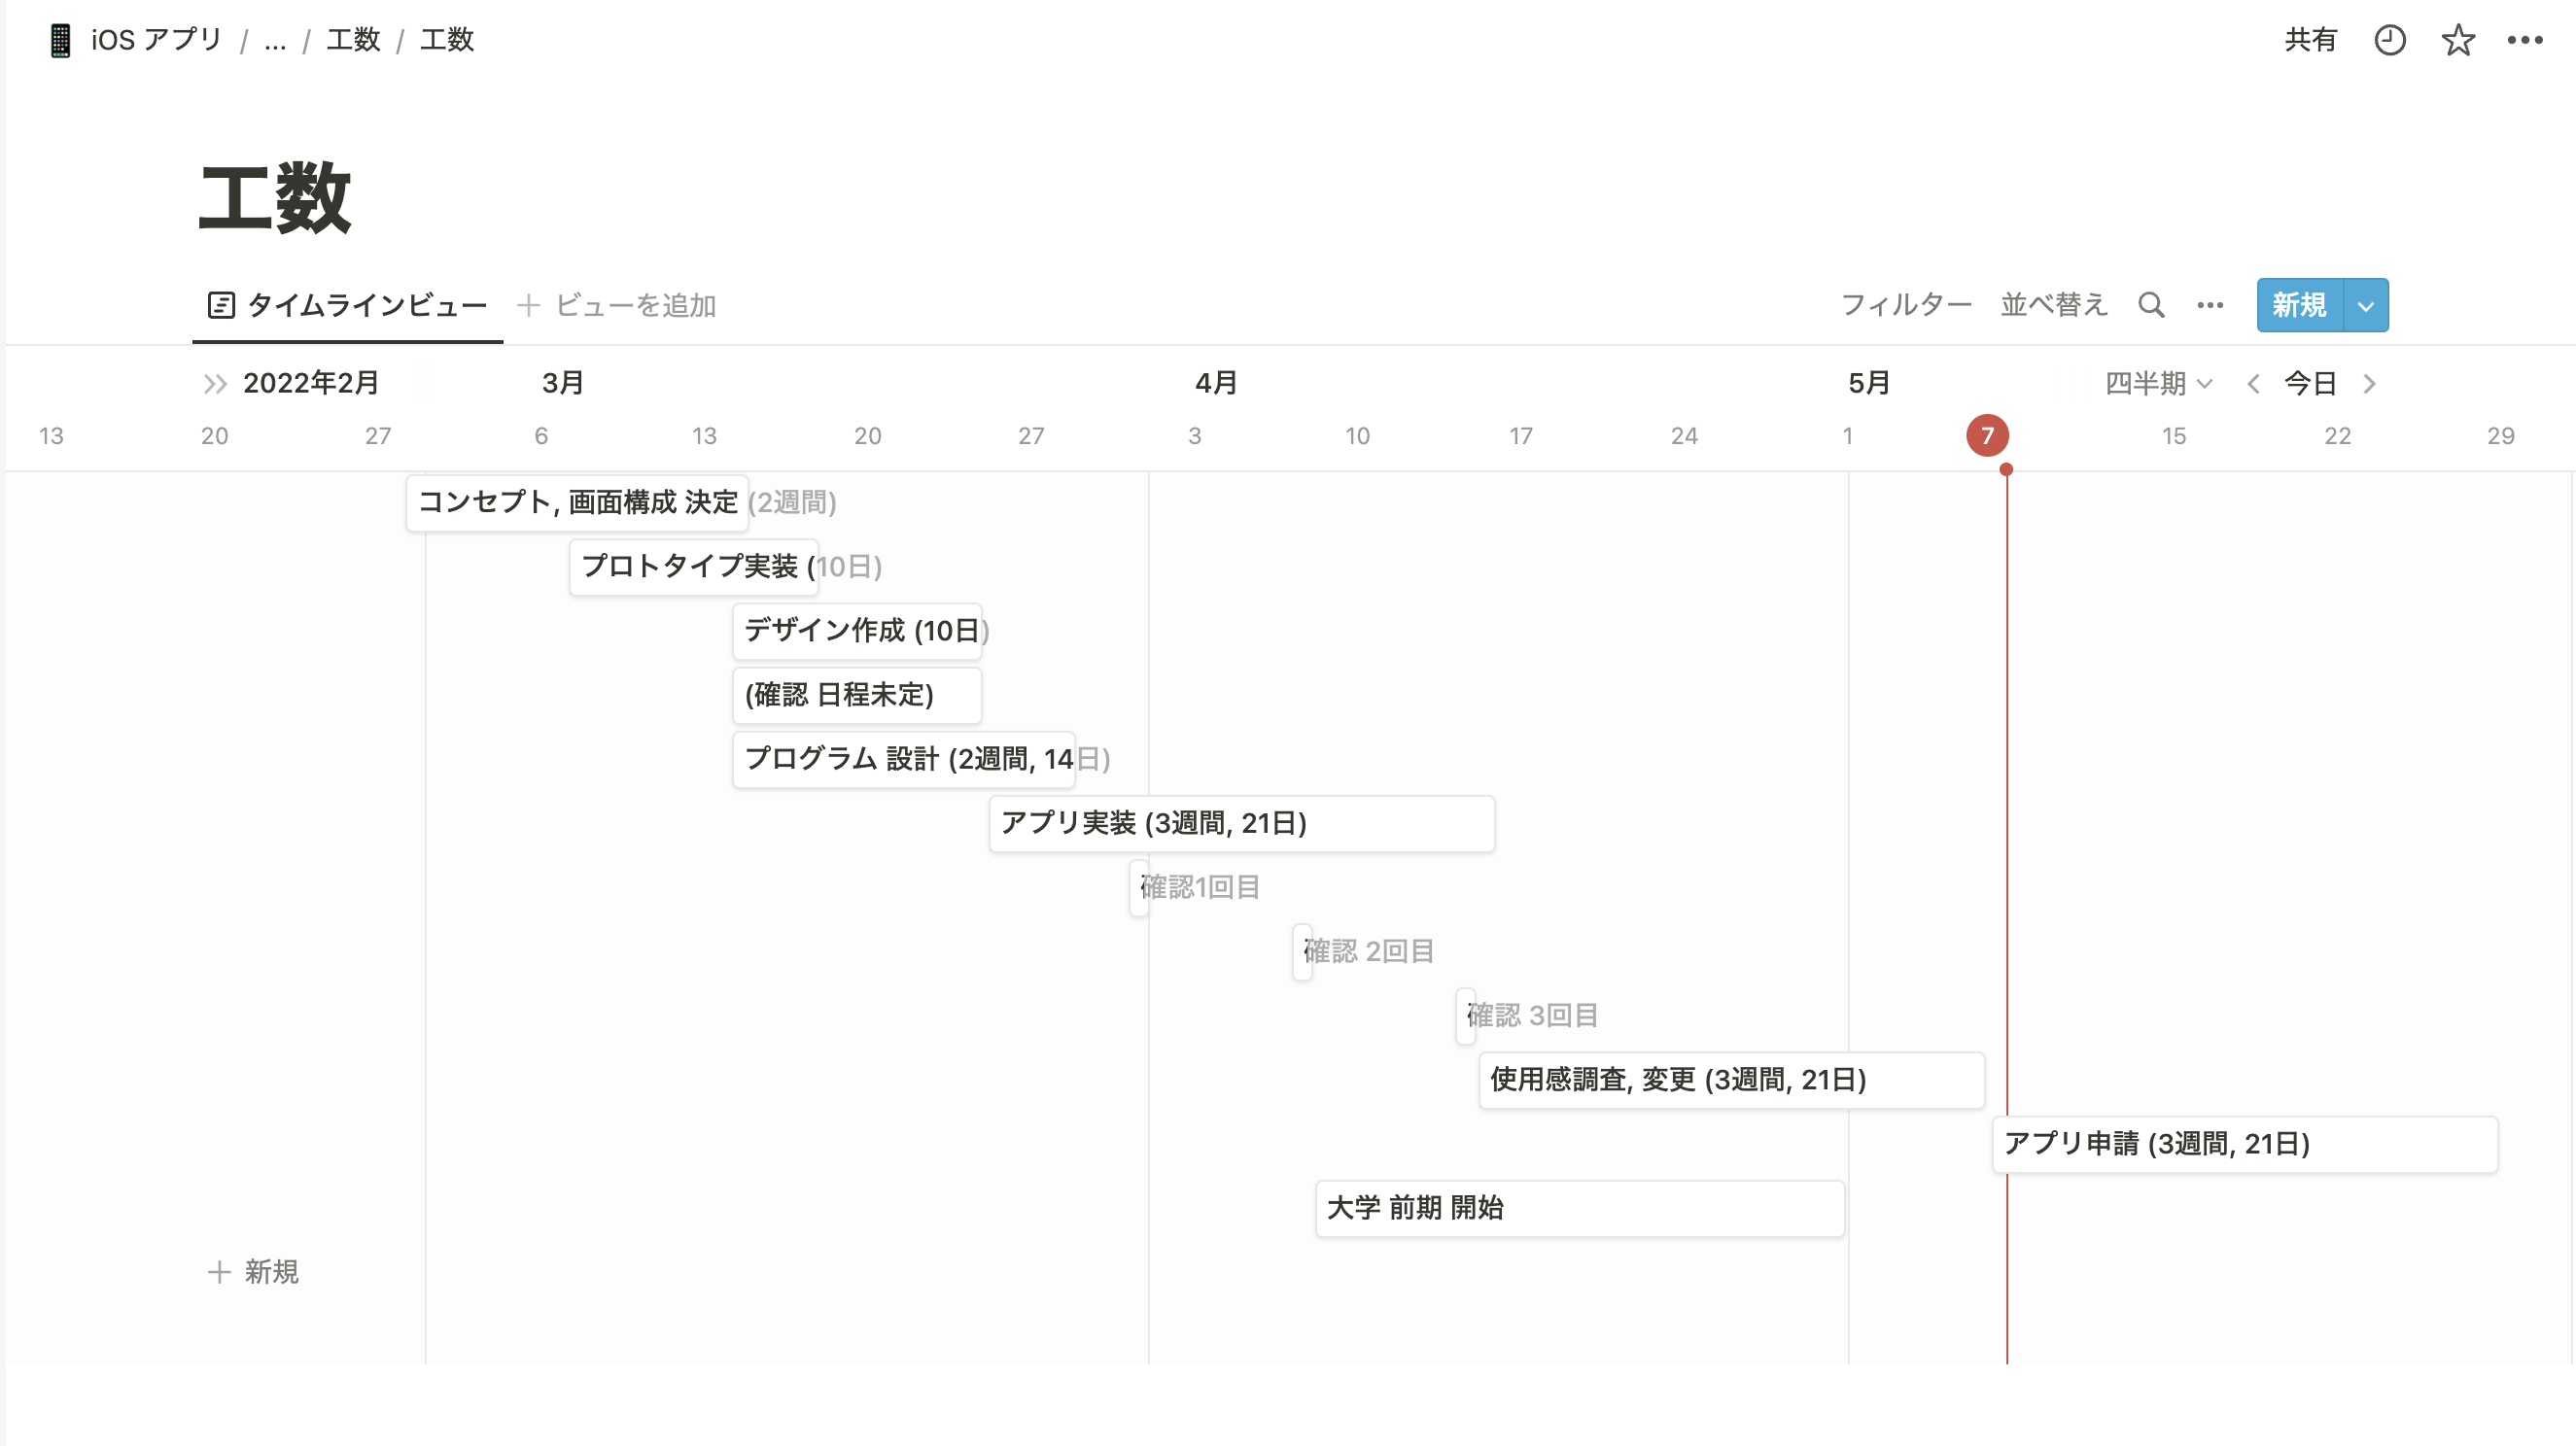 iOS アプリ / ... / 工数 / 工数
共有
工数
タイムラインビュー
ビューを追加
フィルター 並べ替え
新規
2022年2月 3月 4月 5月
四半期 今日
13 20 27 6 13 20 27 3 10 17 24 1 7 15 22 29
コンセプト, 画面構成 決定 (2週間)
プロトタイプ実装 (10日)
デザイン作成 (10日)
(確認 日程未定)
プログラム 設計 (2週間, 14日)
アプリ実装 (3週間, 21日)
確認1回目
確認 2回目
確認 3回目
使用感調査, 変更 (3週間, 21日)
アプリ申請 (3週間, 21日)
大学 前期 開始
新規